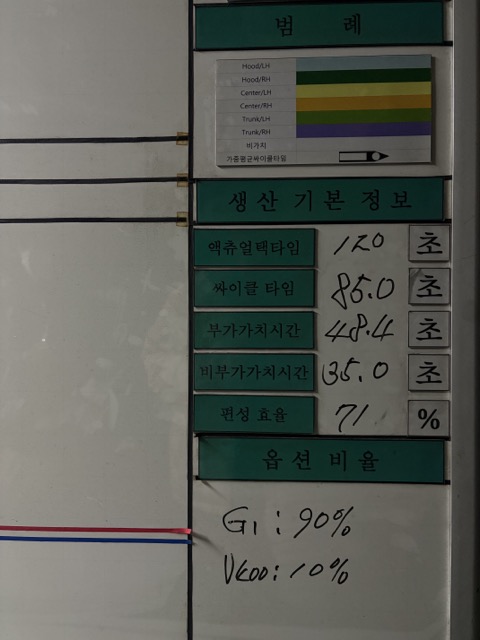 범 례
Hood/LH
Hood/RH
Center/LH
Center/RH
Trunk/LH
Trunk/RH
비가치
가중평균싸이클타임
생산 기본 정보
액츄얼택타임 120 초
싸이클 타임 85.0 초
부가가치시간 48.4 초
비부가가치시간 35.0 초
편성 효율 71 %
옵션 비율
G1 : 90%
: 10%